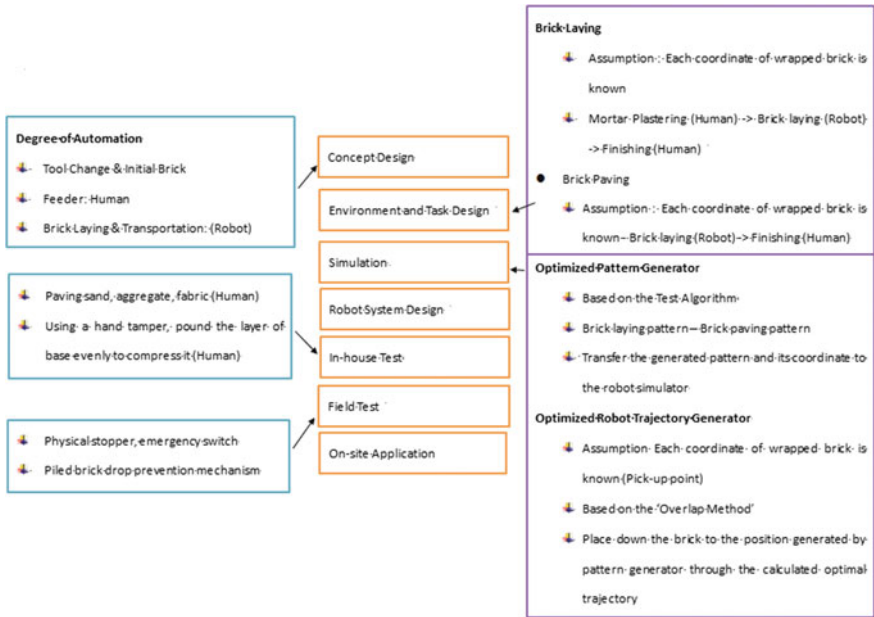 Degree of Automation
Tool Change & Initial Brick
Feeder: Human
Brick Laying & Transportation: (Robot)
Paving sand, aggregate, fabric (Human)
Using a hand tamper, pound the layer of
base evenly to compress it (Human)
Physical stopper, emergency switch
Piled brick drop prevention mechanism
Concept Design
Environment and Task Design
Simulation
Robot System Design
In-house Test
Field Test
On-site Application
Brick Laying
Assumption : Each coordinate of wrapped brick is
known
Mortar Plastering (Human) -> Brick laying (Robot)
-> Finishing (Human)
Brick Paving
Assumption : Each coordinate of wrapped brick is
known – Brick laying (Robot) -> Finishing (Human)
Optimized Pattern Generator
Based on the Test Algorithm
Brick laying pattern – Brick paving pattern
Transfer the generated pattern and its coordinate to
the robot simulator
Optimized Robot Trajectory Generator
Assumption Each coordinate of wrapped brick is
known (Pick-up point)
Based on the ‘Overlap Method’
Place down the brick to the position generated by
pattern generator through the calculated optimal
trajectory